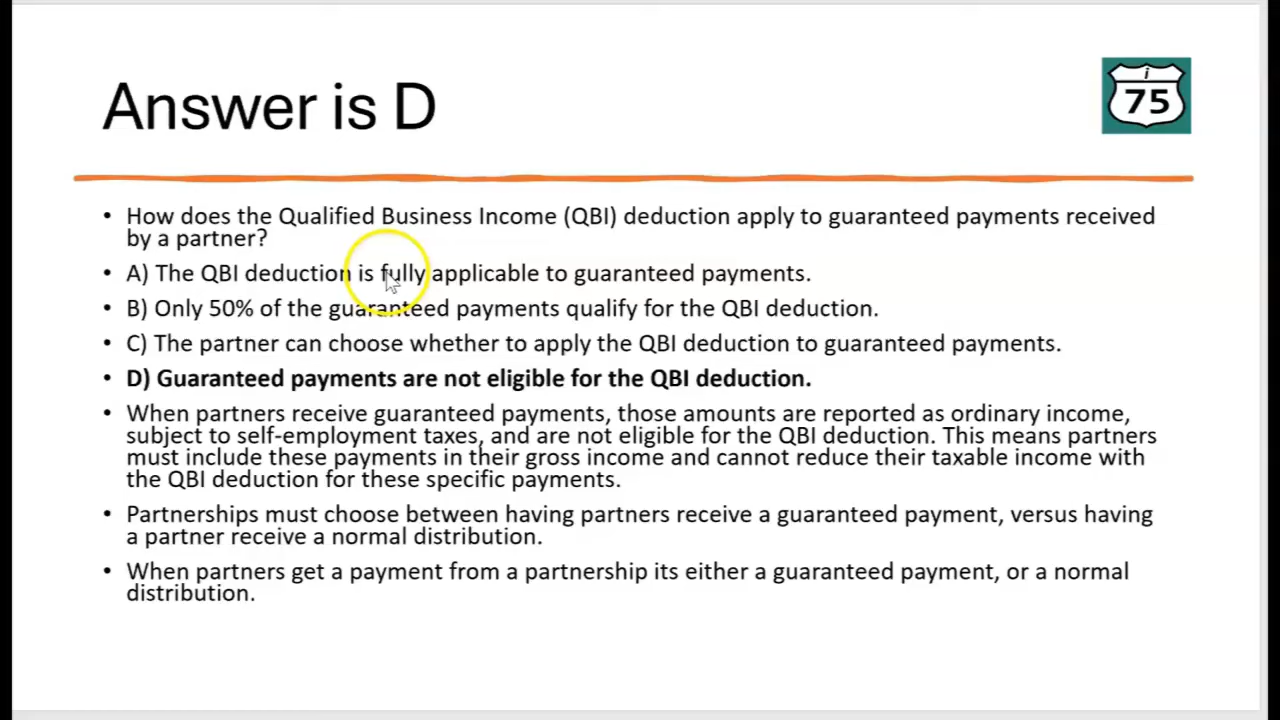 Answer is D
i
75
• How does the Qualified Business Income (QBI) deduction apply to guaranteed payments received
by a partner?
• A) The QBI deduction is fully applicable to guaranteed payments.
• B) Only 50% of the guaranteed payments qualify for the QBI deduction.
• C) The partner can choose whether to apply the QBI deduction to guaranteed payments.
• D) Guaranteed payments are not eligible for the QBI deduction.
• When partners receive guaranteed payments, those amounts are reported as ordinary income,
subject to self-employment taxes, and are not eligible for the QBI deduction. This means partners
must include these payments in their gross income and cannot reduce their taxable income with
the QBI deduction for these specific payments.
• Partnerships must choose between having partners receive a guaranteed payment, versus having
a partner receive a normal distribution.
• When partners get a payment from a partnership its either a guaranteed payment, or a normal
distribution.